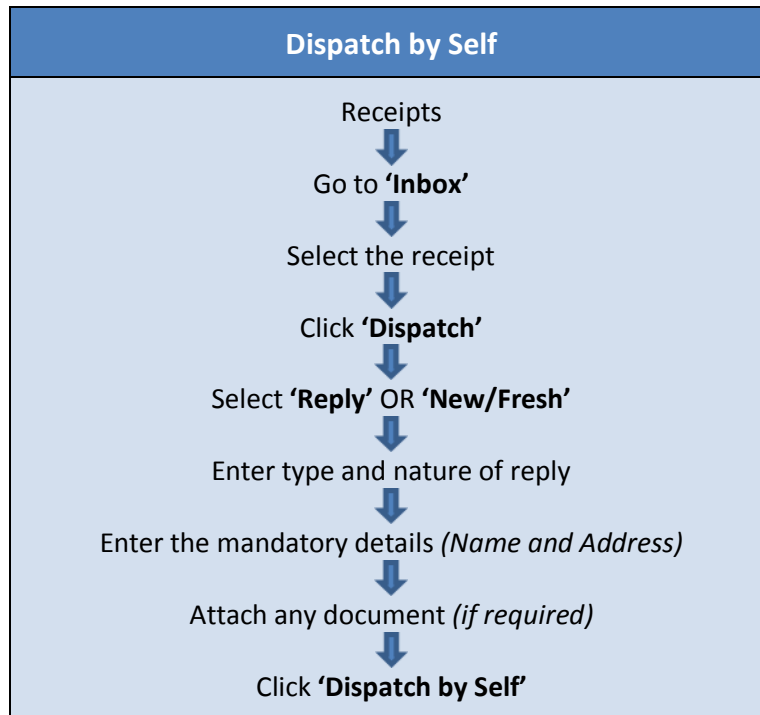 Dispatch by Self
Receipts
Go to ‘Inbox’
Select the receipt
Click ‘Dispatch’
Select ‘Reply’ OR ‘New/Fresh’
Enter type and nature of reply
Enter the mandatory details (Name and Address)
Attach any document (if required)
Click ‘Dispatch by Self’